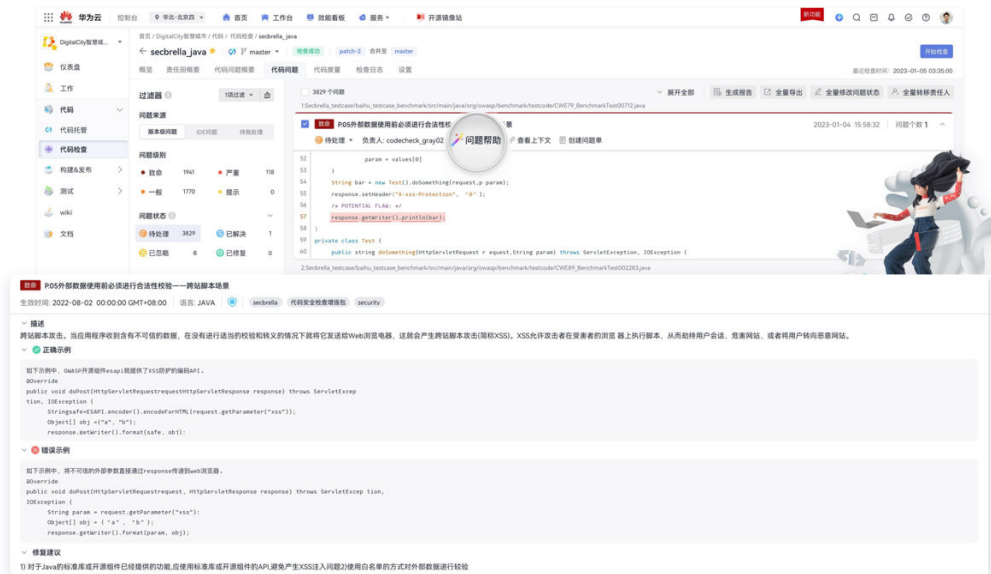 华为云 控制台 华北-北京四 首页 工作台 效能看板 服务 开源镜像站 新功能
DigitalCity智慧城...
首页 / DigitalCity智慧城市 / 代码 / 代码检查 / secbrella_java
secbrella_java master 检查成功 patch-2 合并至 master 开始检查
概览 责任田概要 代码问题概要 代码问题 代码度量 检查日志 设置 最近检查时间: 2023-01-05 03:35:00
仪表盘
工作
代码
代码托管
代码检查
构建&发布
测试
wiki
文档
过滤器 1项过滤
问题来源
版本级问题 IDE问题 待我处理
问题级别
致命 1941 严重 118
一般 1770 提示 0
问题状态
待处理 3829 已解决 1
已忽略 8 已修复 0
3829 个问题 展开全部 生成报告 全量导出 全量修改问题状态 全量转移责任人
1.Secbrella_testcase/baihu_testcase_benchmark/src/main/java/org/owasp/benchmark/testcode/CWE79_BenchmarkTest00712.java
致命 P.05外部数据使用前必须进行合法性校 景 2023-01-04 15:58:32 问题个数 1
待处理 负责人: codecheck_gray02 问题帮助 查看上下文 创建问题单
52 param = values[0]
53 }
54 String bar = new Test().doSomething(request,p param);
55 response.setHeader("X-xss-Protection", "0" );
56 /* POTENTIAL FLAW: */
57 response.getWriter().println(bar);
58 }
59 private class Test {
60 public string doSomething(HttpServletRequest r equest,String param) throws ServletException, IOException {
2.Secbrella_testcase/baihu_testcase_benchmark/src/main/java/org/owasp/benchmark/testcode/CWE89_BenchmarkTest002283.java
致命 P.05外部数据使用前必须进行合法性校验——跨站脚本场景
生效时间: 2022-08-02 00:00:00 GMT+08:00 语言: JAVA secbrella 代码安全检查增强包 security
描述
跨站脚本攻击。当应用程序收到含有不可信的数据，在没有进行适当的校验和转义的情况下就将它发送给Web浏览电器，这就会产生跨站脚本攻击(简称XSS)。XSS允许攻击者在受害者的浏览 器上执行脚本，从而劫持用户会话，危害网站，或者将用户转向恶意网站。
正确示例
如下示例中，OWASP开源组件esapi就提供了XSS防护的编码API。
@Override
public void doPost(HttpServletRequestrequestHttpServletResponse response) throws ServletExcep
tion, IOException {
Stringsafe=ESAPI.encoder().encodeForHTML(request.getParameter("xss"));
Object[] obj ={"a", "b"};
response.getWriter().format(safe, obi);
错误示例
如下示例中，将不可信的外部参数直接通过response传递到web浏览器。
@Override
public void doPost(HttpServletRequestrequest, HttpServletResponse response) throws ServletExcep tion,
IOException {
String param = request.getParameter("xss"):
Object[] obj = { "a" , "b" };
response.getWriter().format(param, obj);
修复建议
1) 对于Java的标准库或开源组件已经提供的功能,应使用标准库或开源组件的API,避免产生XSS注入问题2)使用白名单的方式对外部数据进行较验